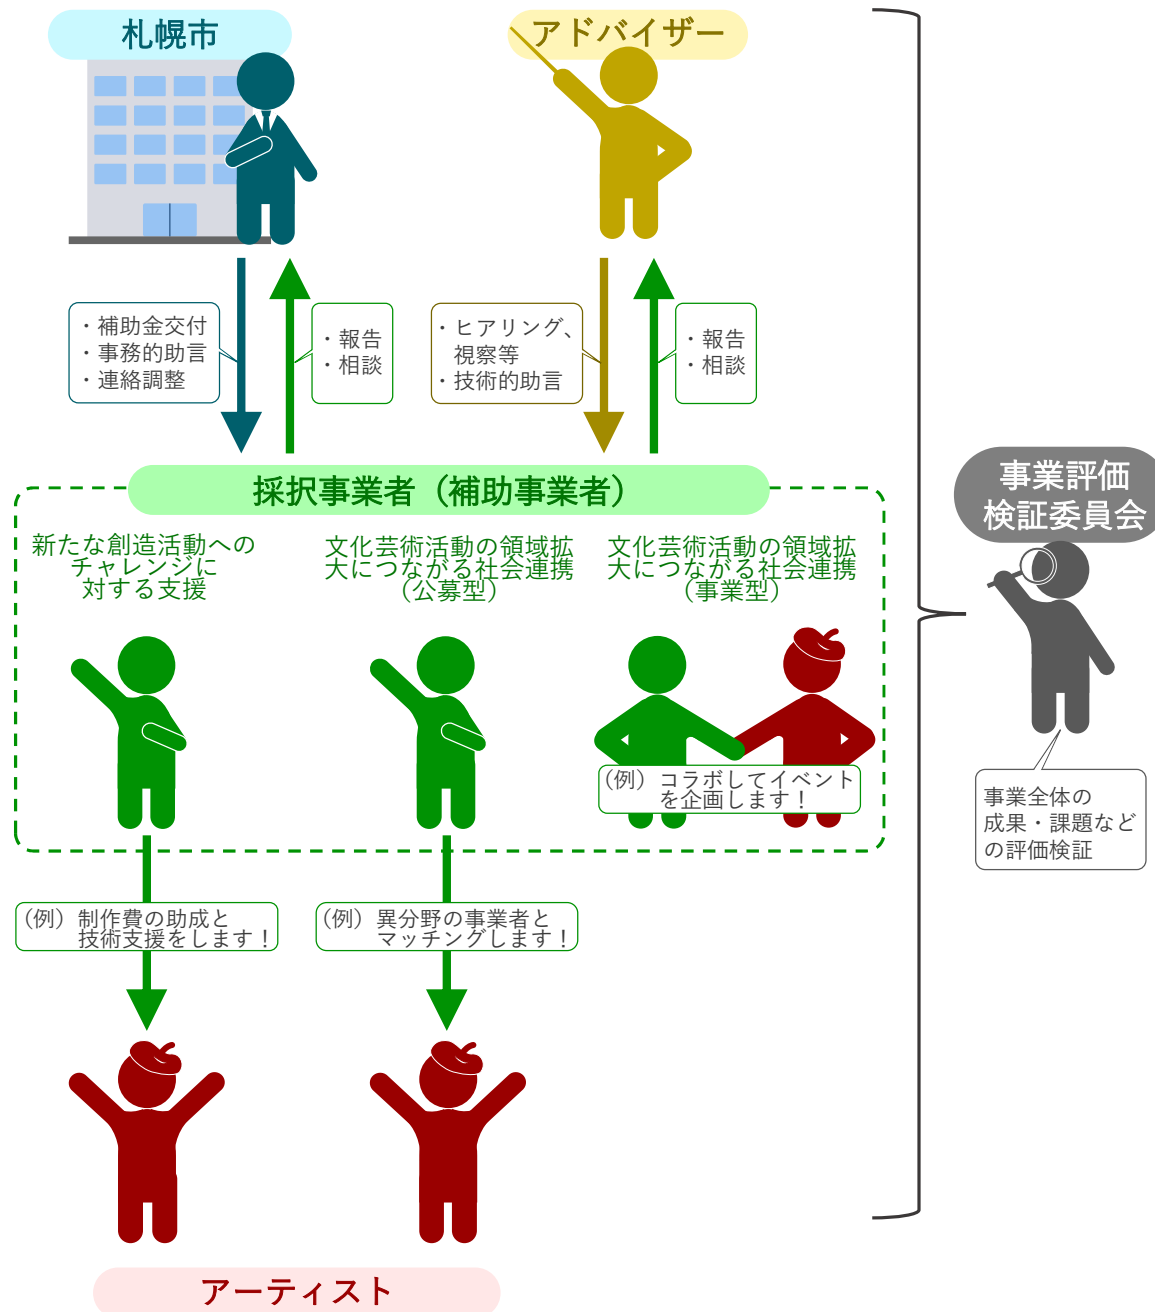 札幌市
アドバイザー
・補助金交付
・事務的助言
・連絡調整
・報告
・相談
・ヒアリング、
視察等
・技術的助言
・報告
・相談
採択事業者（補助事業者）
新たな創造活動への
チャレンジに
対する支援
文化芸術活動の領域拡
大につながる社会連携
（公募型）
文化芸術活動の領域拡
大につながる社会連携
（事業型）
（例）コラボしてイベント
を企画します！
事業評価
検証委員会
事業全体の
成果・課題など
の評価検証
（例）制作費の助成と
技術支援をします！
（例）異分野の事業者と
マッチングします！
アーティスト